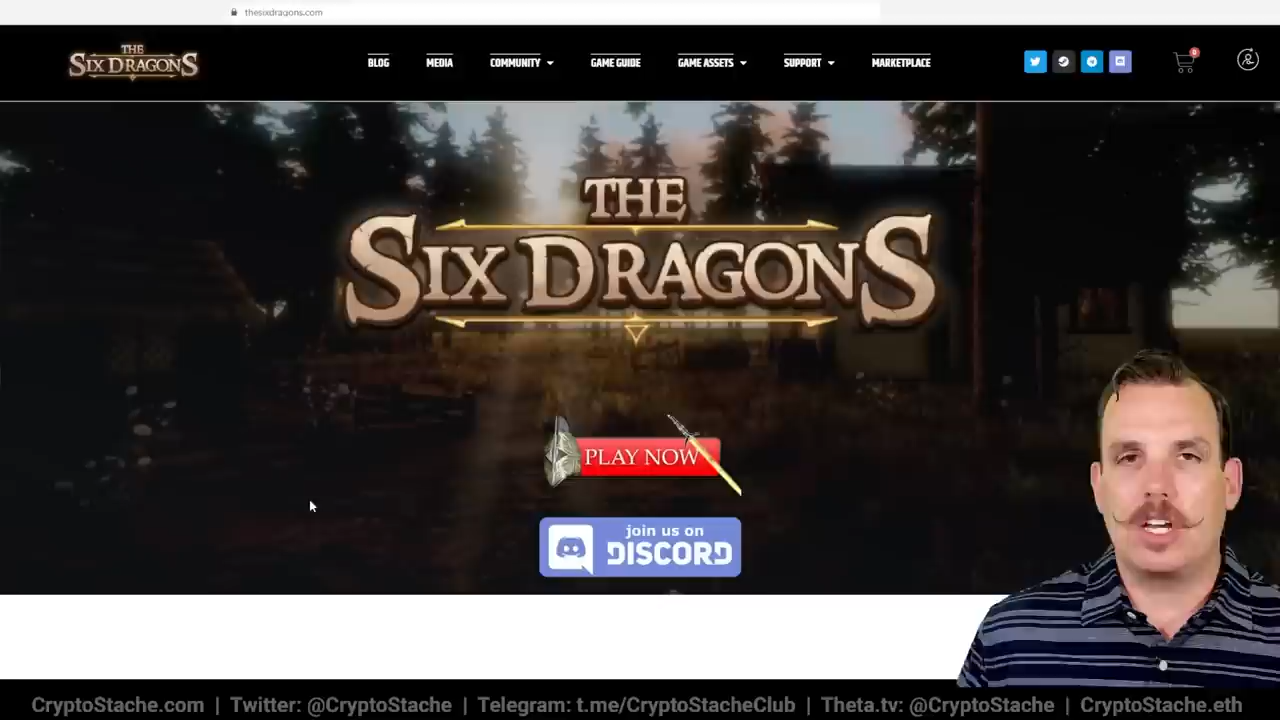 thesixdragons.com
THE
SIX DRAGONS
BLOG
MEDIA
COMMUNITY
GAME GUIDE
GAME ASSETS
SUPPORT
MARKETPLACE
0
THE
SIX DRAGONS
PLAY NOW
join us on
DISCORD
CryptoStache.com | Twitter: @CryptoStache | Telegram: t.me/CryptoStacheClub | Theta.tv: @CryptoStache | CryptoStache.eth